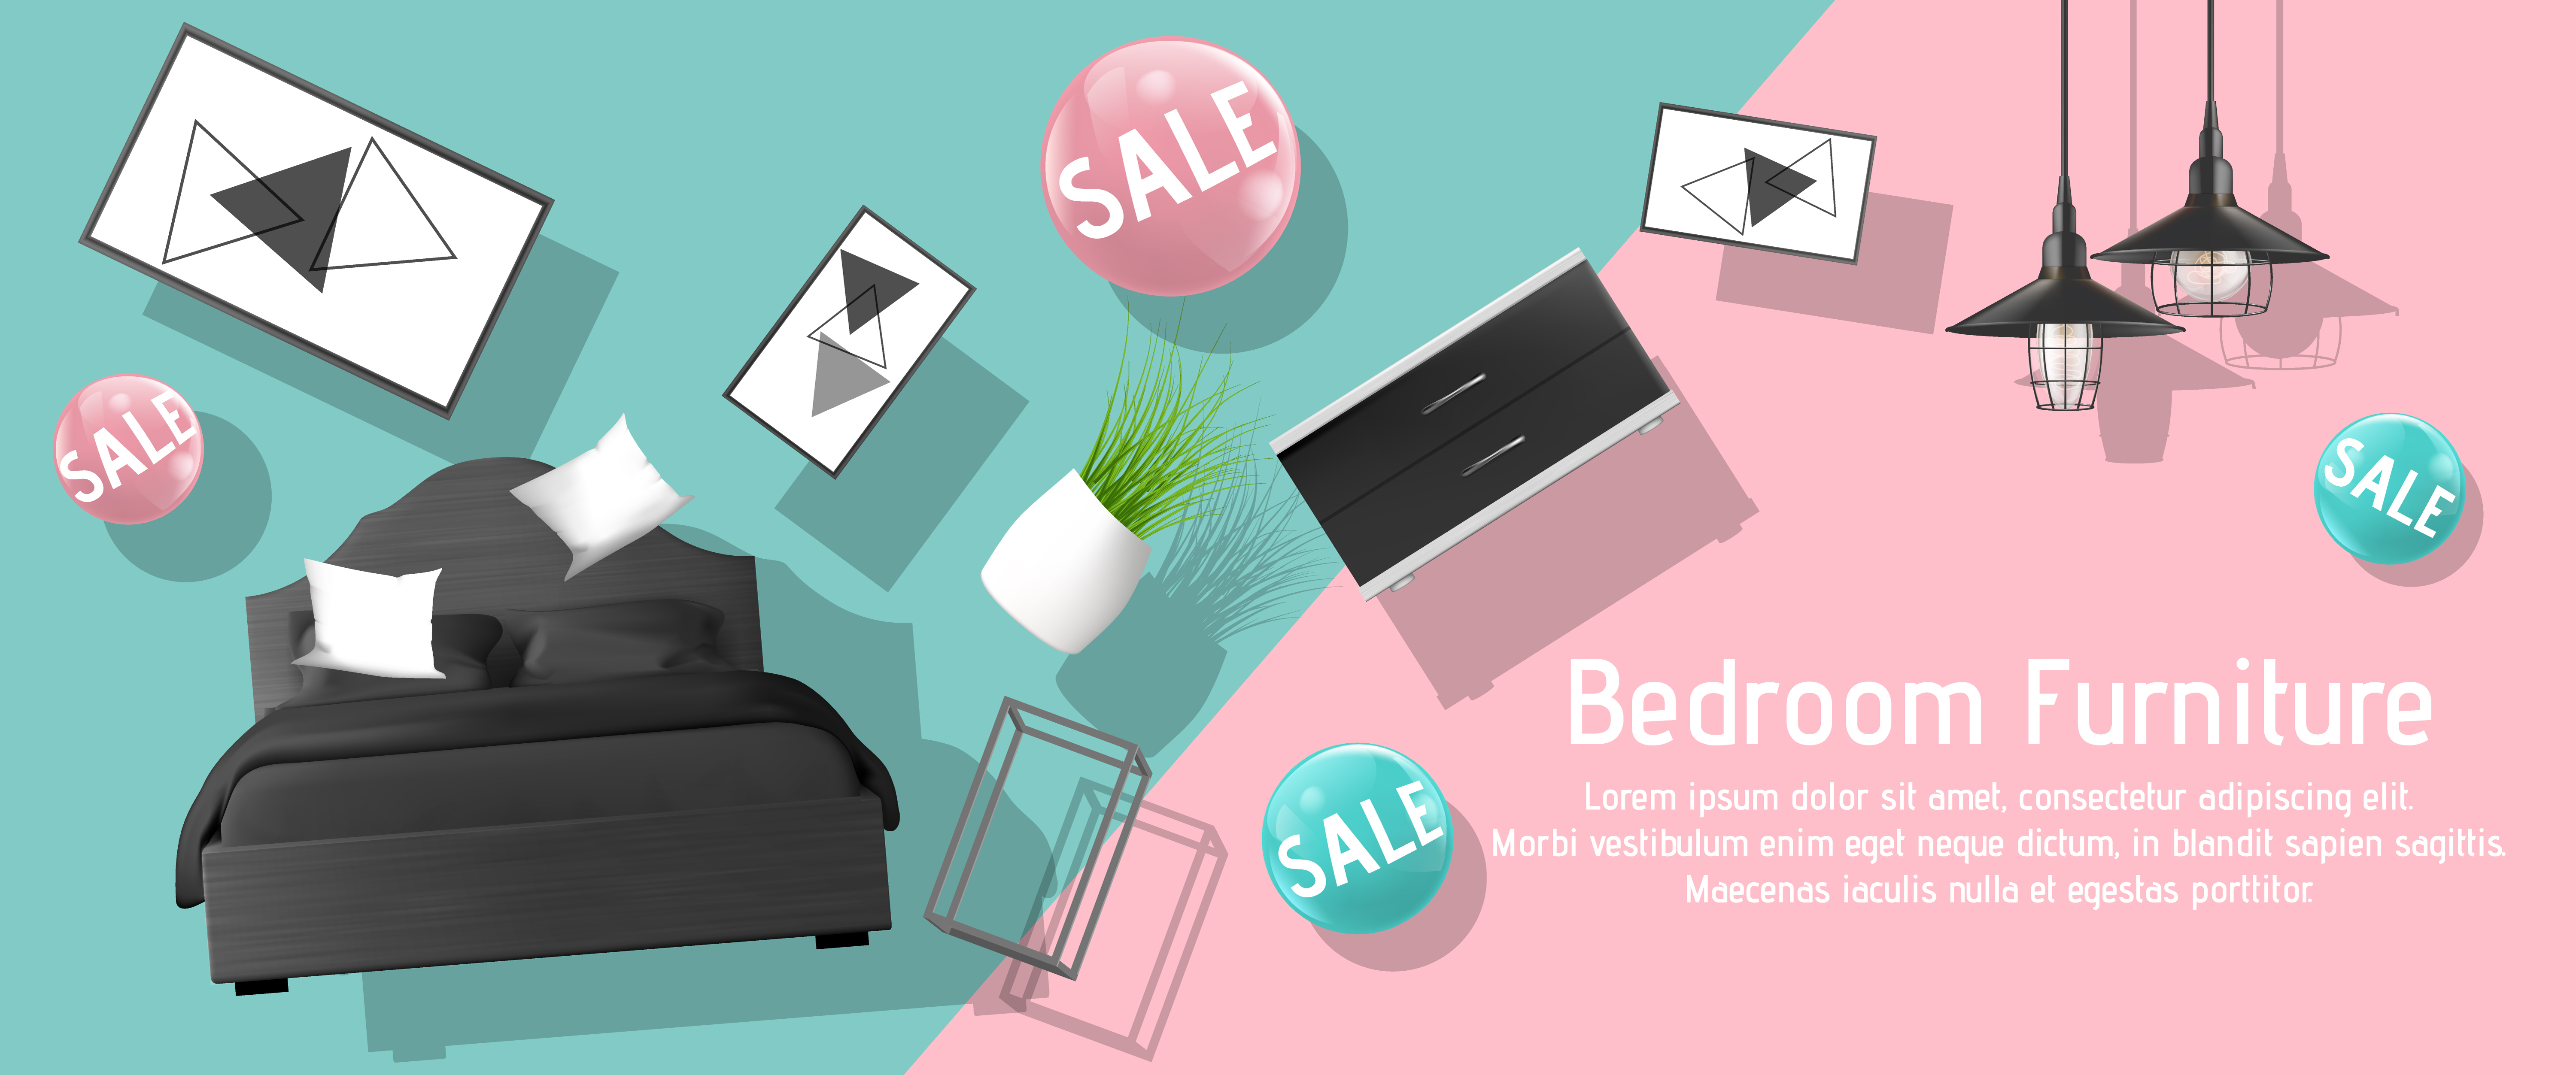 SALE
SALE
SALE
SALE
Bedroom Furniture
Lorem ipsum dolor sit amet, consectetur adipiscing elit.
Morbi vestibulum enim eget neque dictum, in blandit sapien sagittis.
Maecenas iaculis nulla et egestas porttitor.